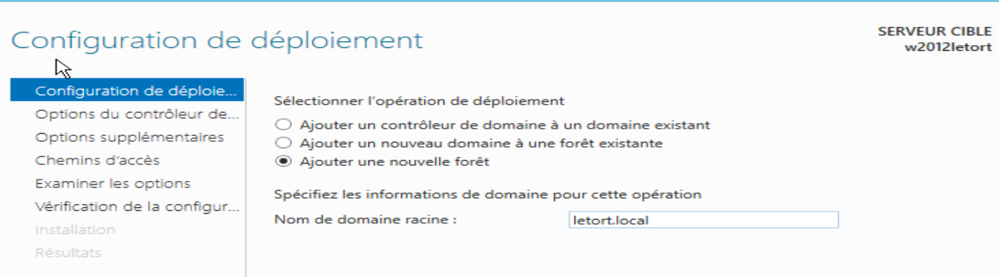 Configuration de déploiement
SERVEUR CIBLE
w2012letort
Configuration de déploie...
Options du contrôleur de...
Options supplémentaires
Chemins d'accès
Examiner les options
Vérification de la configur...
Installation
Résultats
Sélectionner l'opération de déploiement
Ajouter un contrôleur de domaine à un domaine existant
Ajouter un nouveau domaine à une forêt existante
Ajouter une nouvelle forêt
Spécifiez les informations de domaine pour cette opération
Nom de domaine racine : letort.local